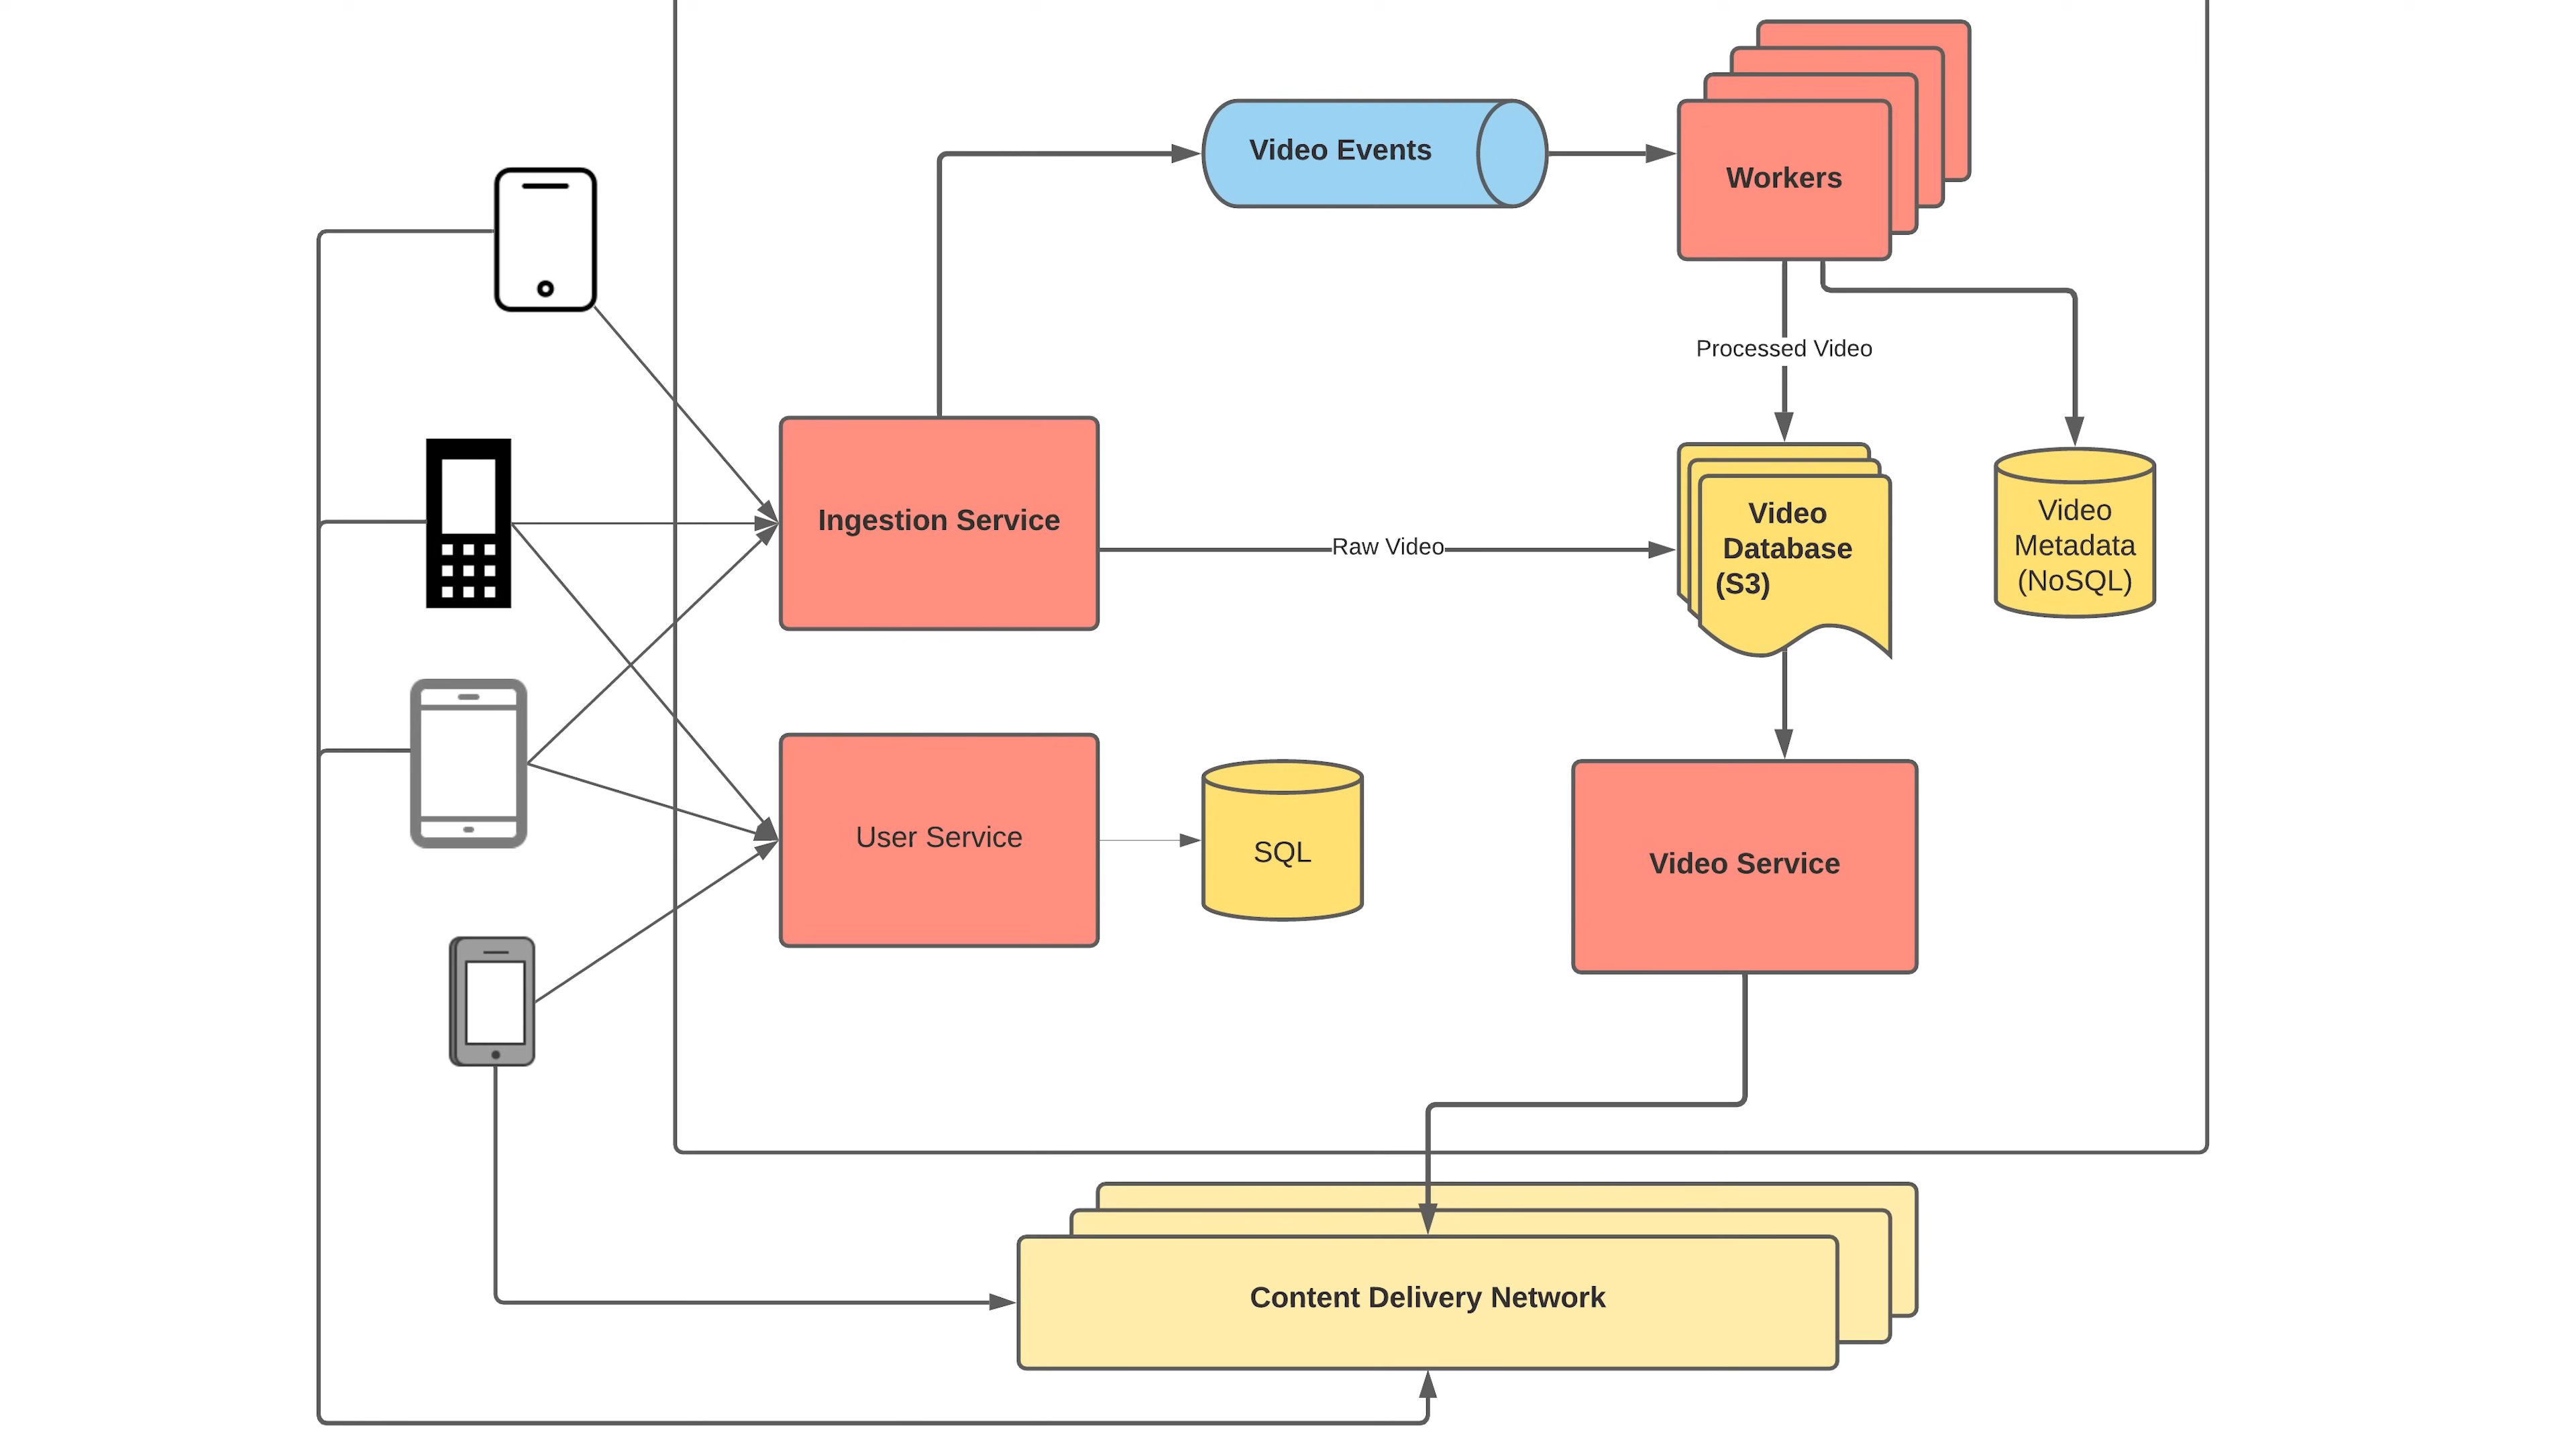 Video Events
Workers
Processed Video
Ingestion Service
Raw Video
Video
Database
(S3)
Video
Metadata
(NoSQL)
User Service
SQL
Video Service
Content Delivery Network